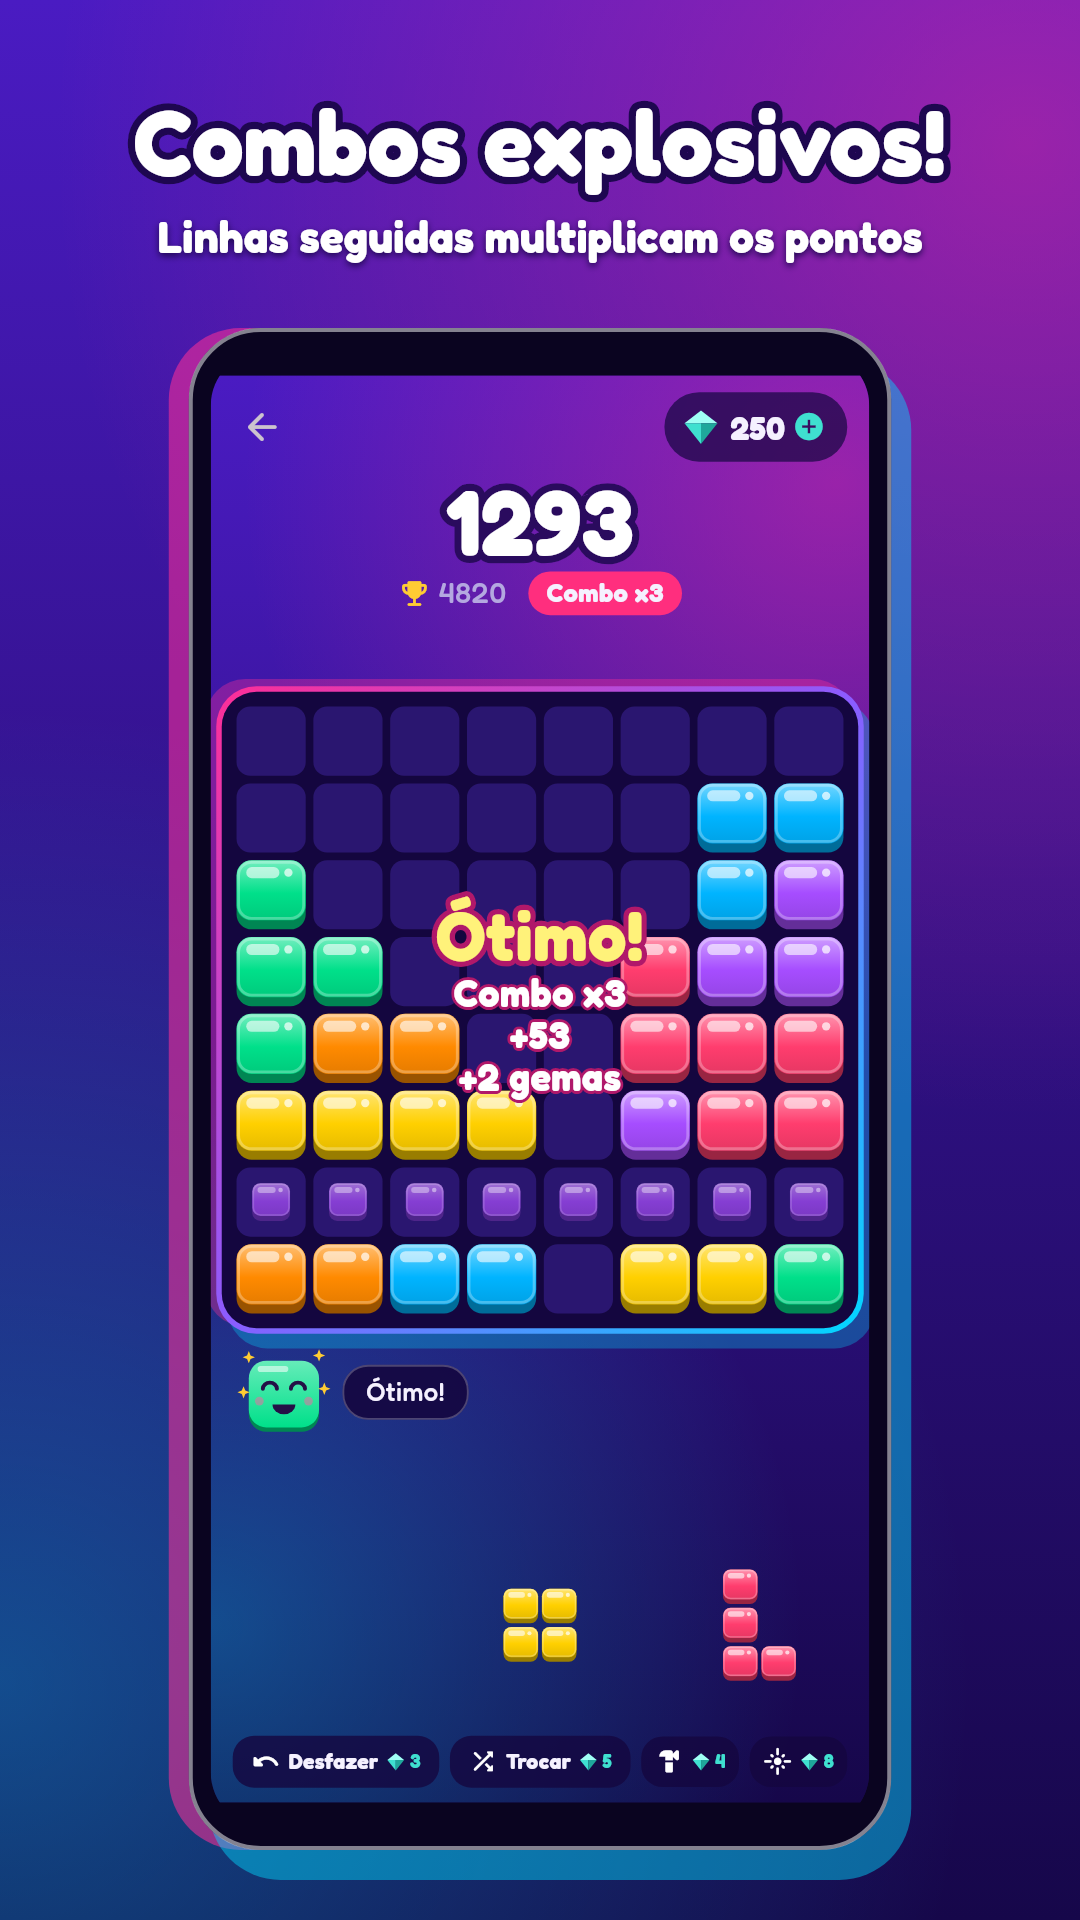 Combos explosivos!
Linhas seguidas multiplicam os pontos
250
1293
4820 Combo x3
Ótimo!
Combo x3
+53
+2 gemas
Ótimo!
Desfazer 3 Trocar 5 4 8